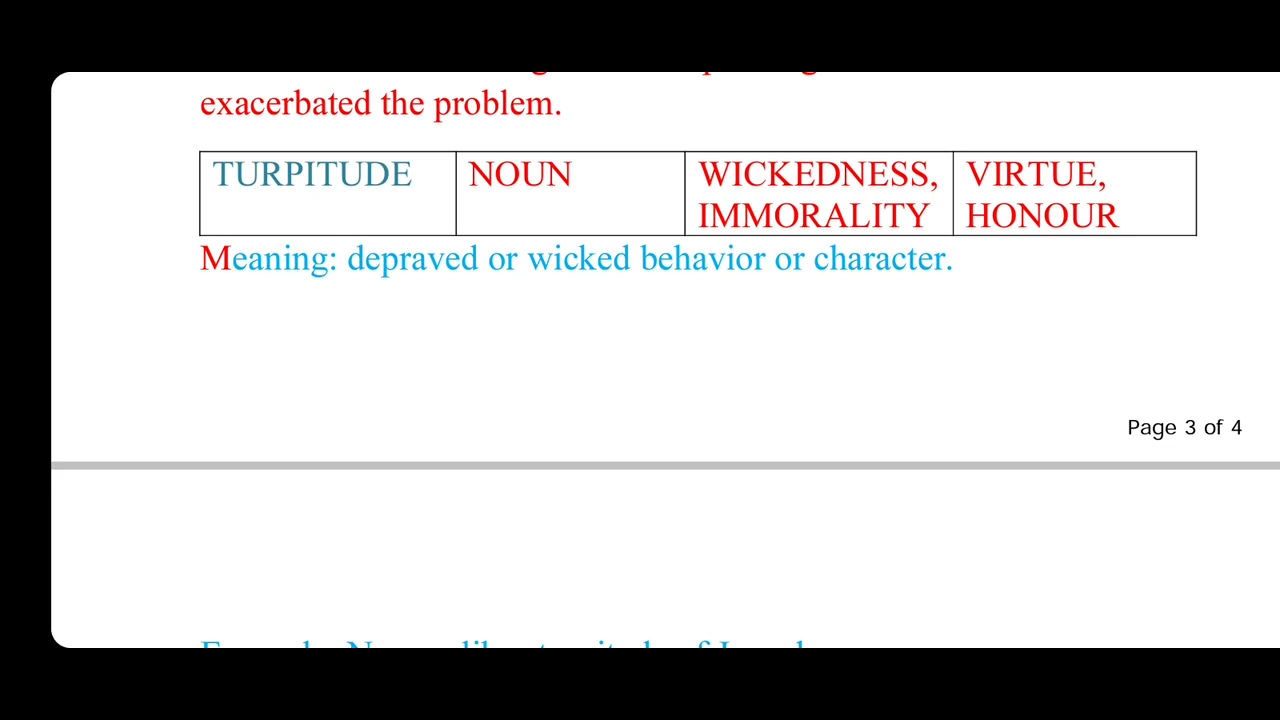 exacerbated the problem.
TURPITUDE NOUN WICKEDNESS, VIRTUE,
IMMORALITY HONOUR
Meaning: depraved or wicked behavior or character.
Page 3 of 4